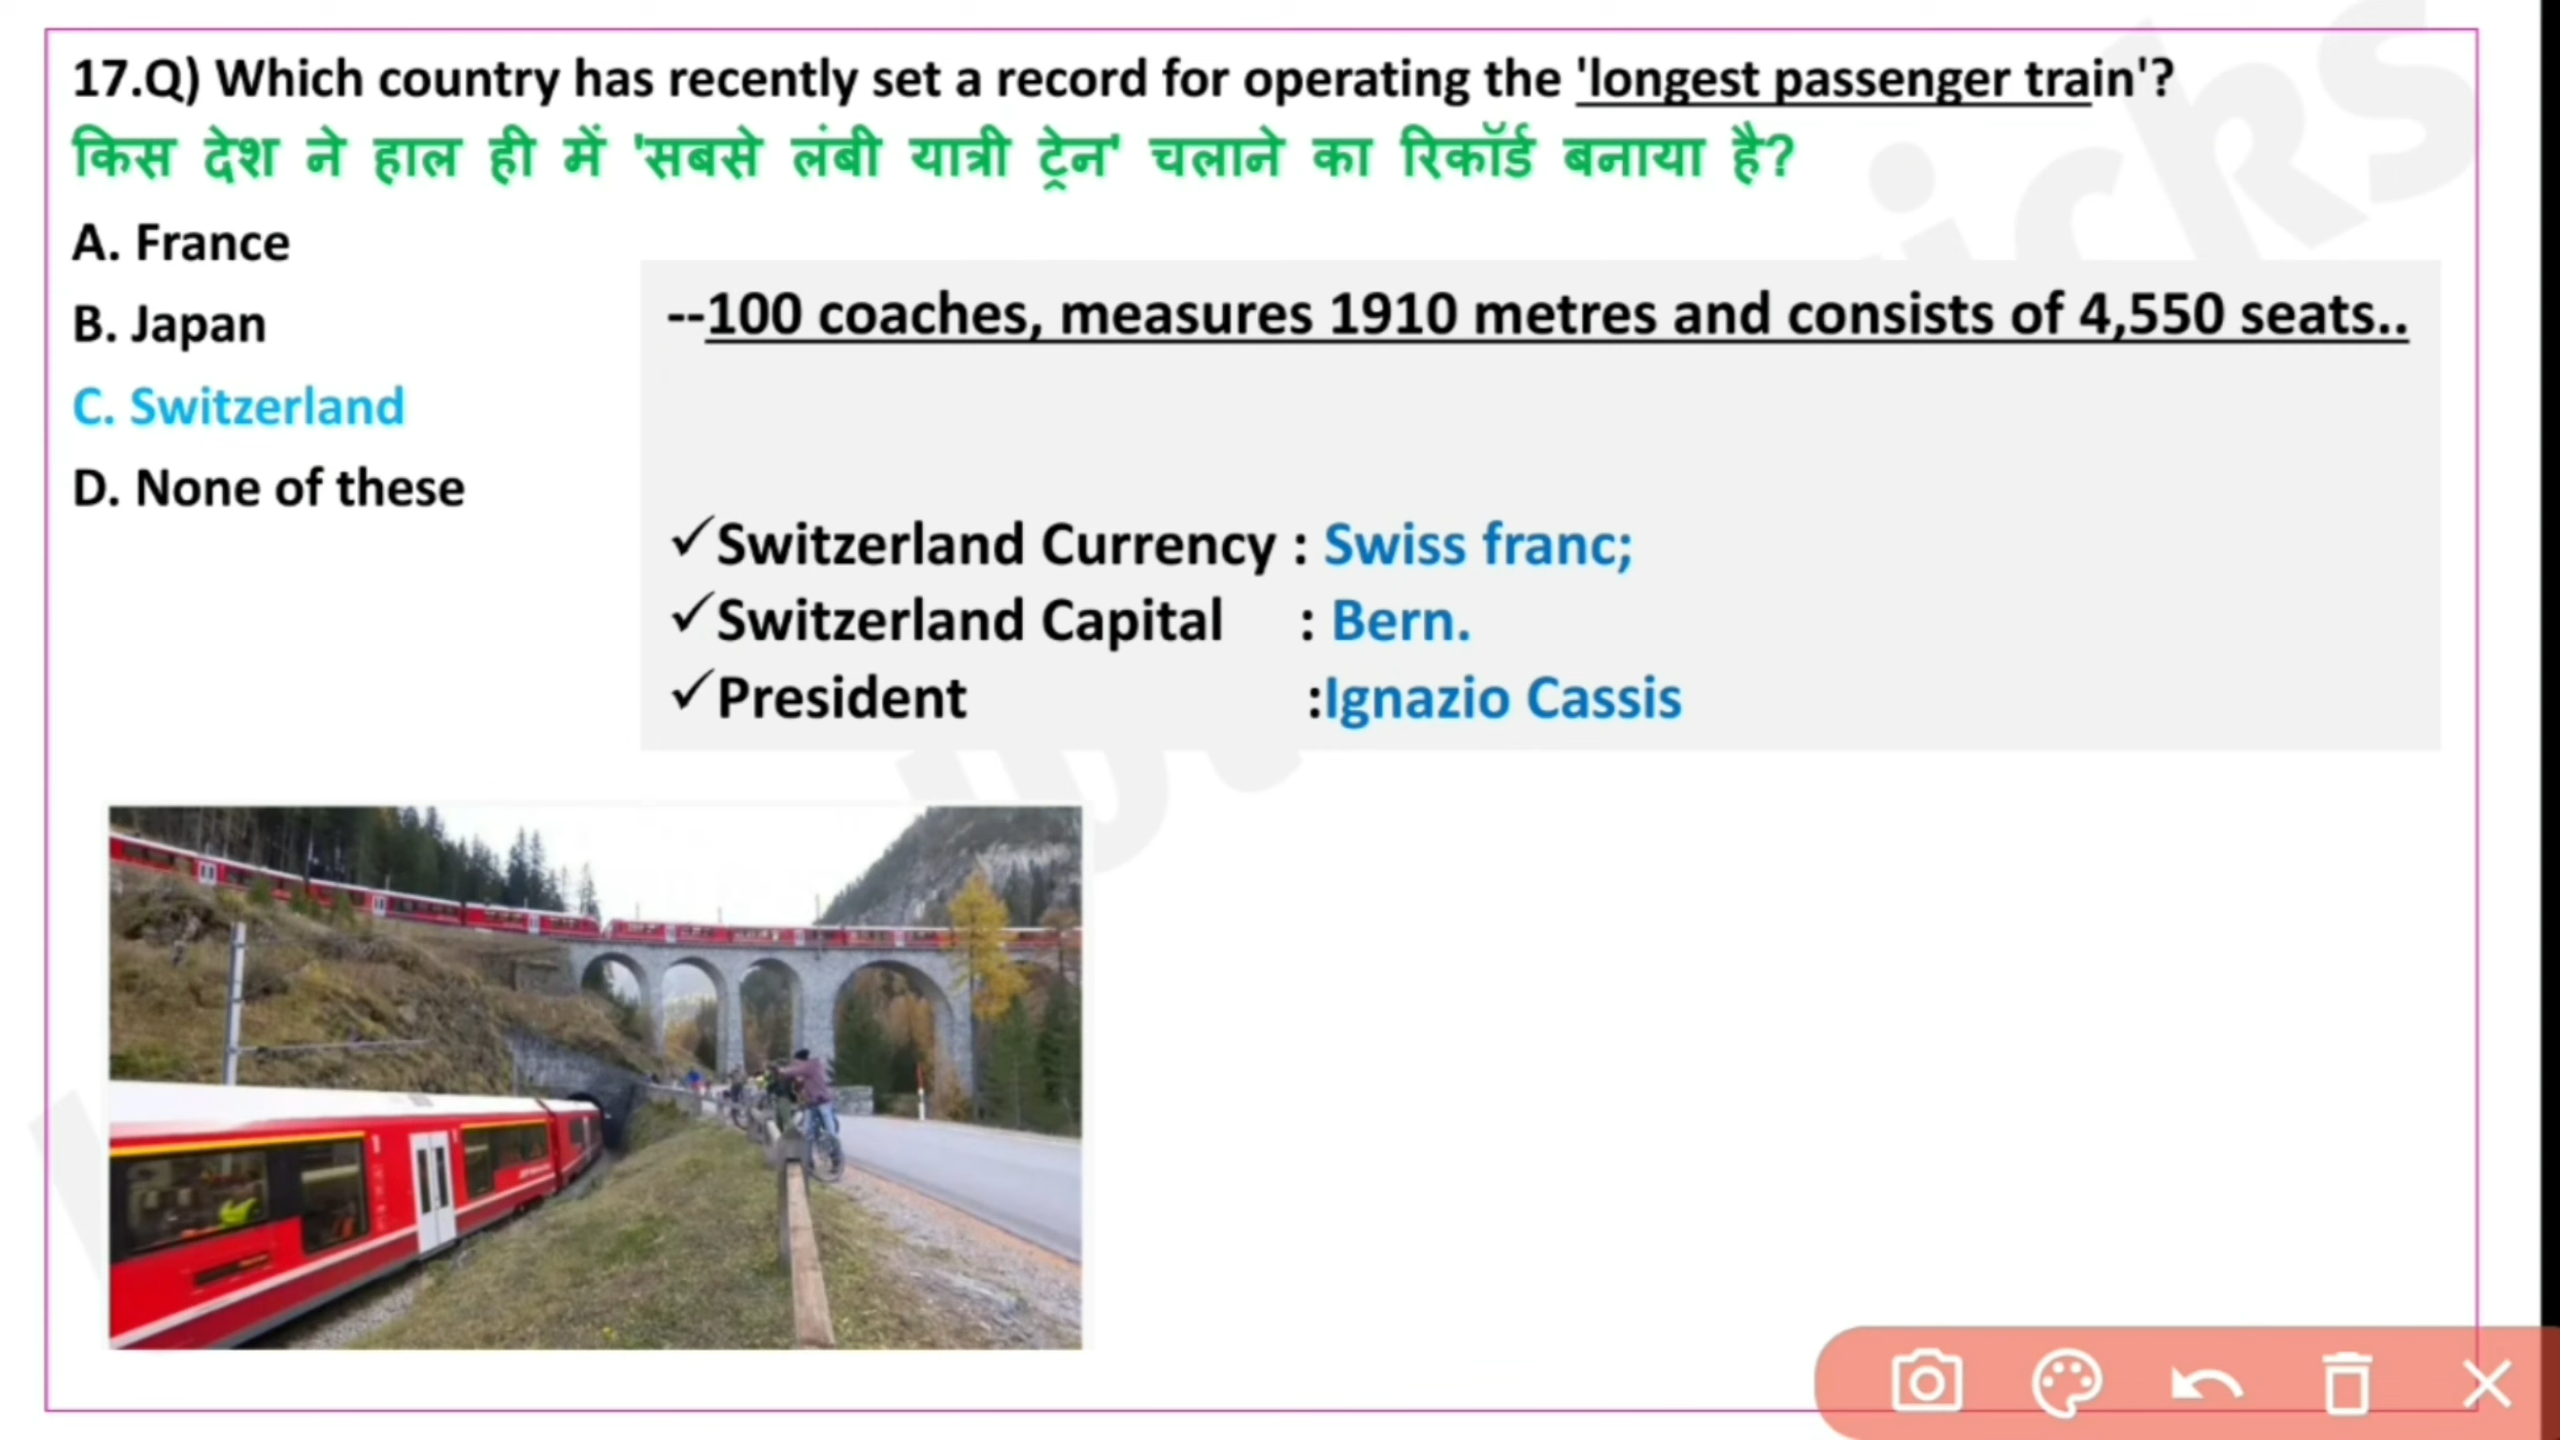 17.Q) Which country has recently set a record for operating the 'longest passenger train'?
किस देश ने हाल ही में 'सबसे लंबी यात्री ट्रेन' चलाने का रिकॉर्ड बनाया है?
A. France
B. Japan
C. Switzerland
D. None of these
--100 coaches, measures 1910 metres and consists of 4,550 seats..
✓Switzerland Currency : Swiss franc;
✓Switzerland Capital : Bern.
✓President :Ignazio Cassis